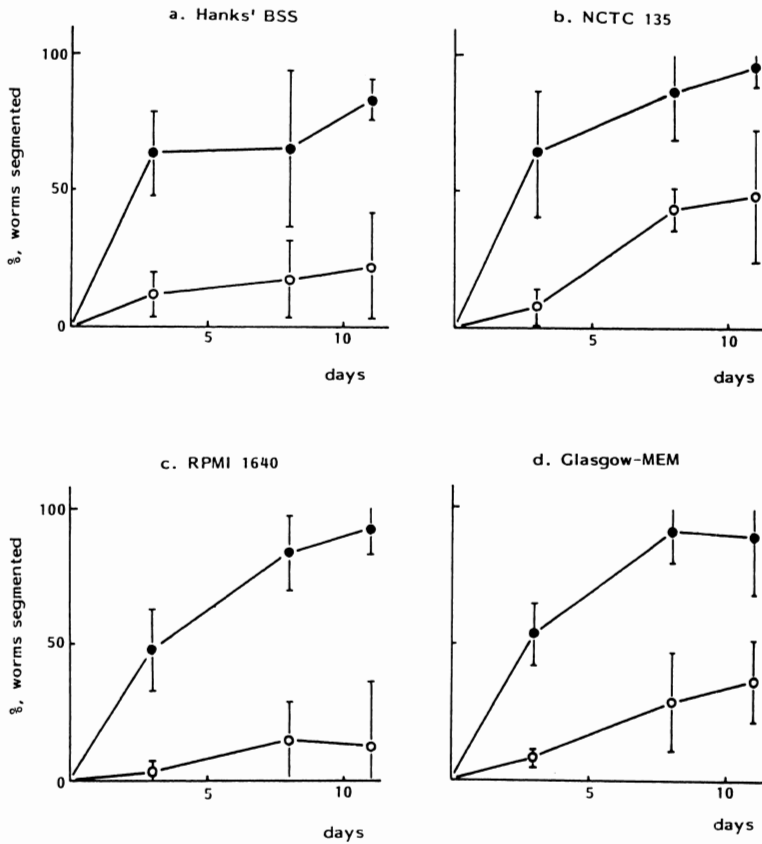 a. Hanks' BSS
b. NCTC 135
100
50
0
5
10
5
10
%, worms segmented
days
days
c. RPMI 1640
d. Glasgow-MEM
100
50
0
5
10
5
10
%, worms segmented
days
days